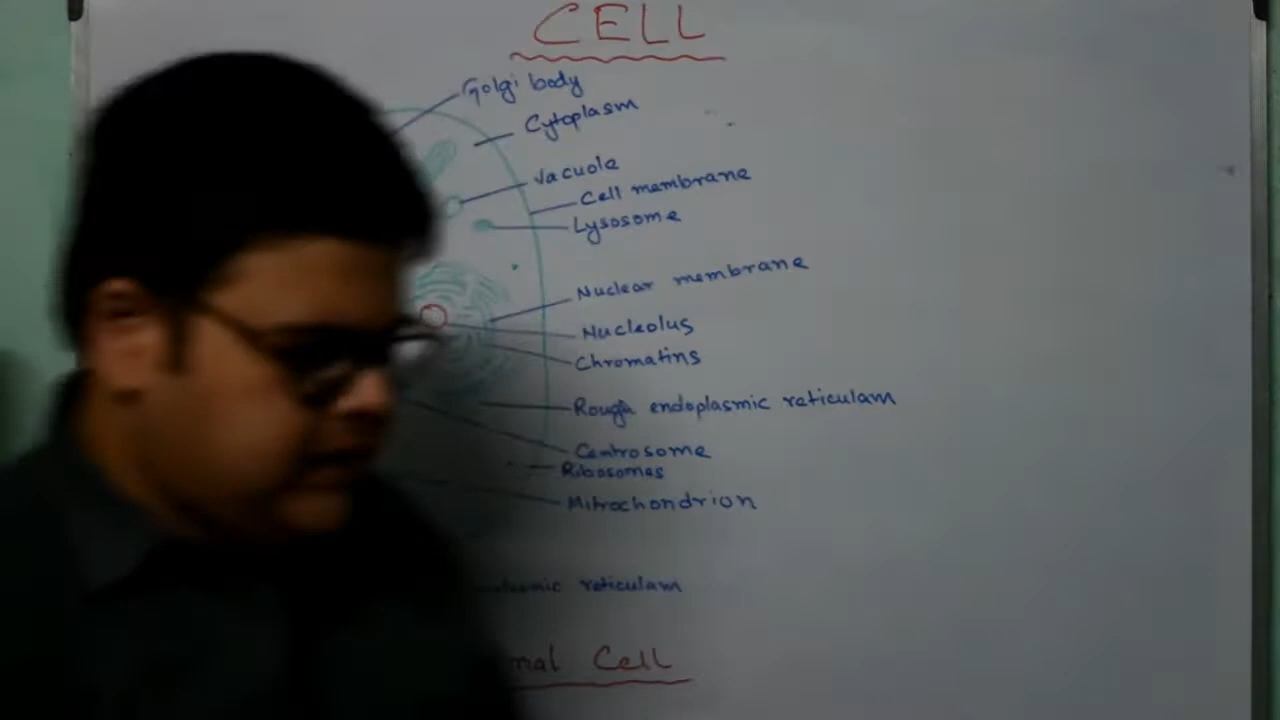 CELL
Golgi body
Cytoplasm
Vacuole
Cell membrane
Lysosome
Nuclear membrane
Nucleolus
Chromatins
Rough endoplasmic reticulam
Centrosome
Ribosomes
Mitrochondrion
reticulam
Cell